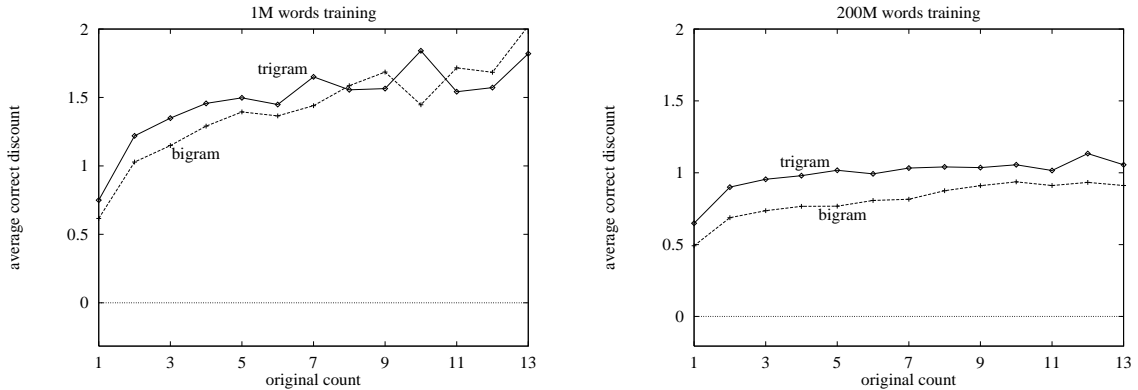 1M words training
average correct discount
2
1.5
1
0.5
0
trigram
bigram
1 3 5 7 9 11 13
original count
200M words training
average correct discount
2
1.5
1
0.5
0
trigram
bigram
1 3 5 7 9 11 13
original count